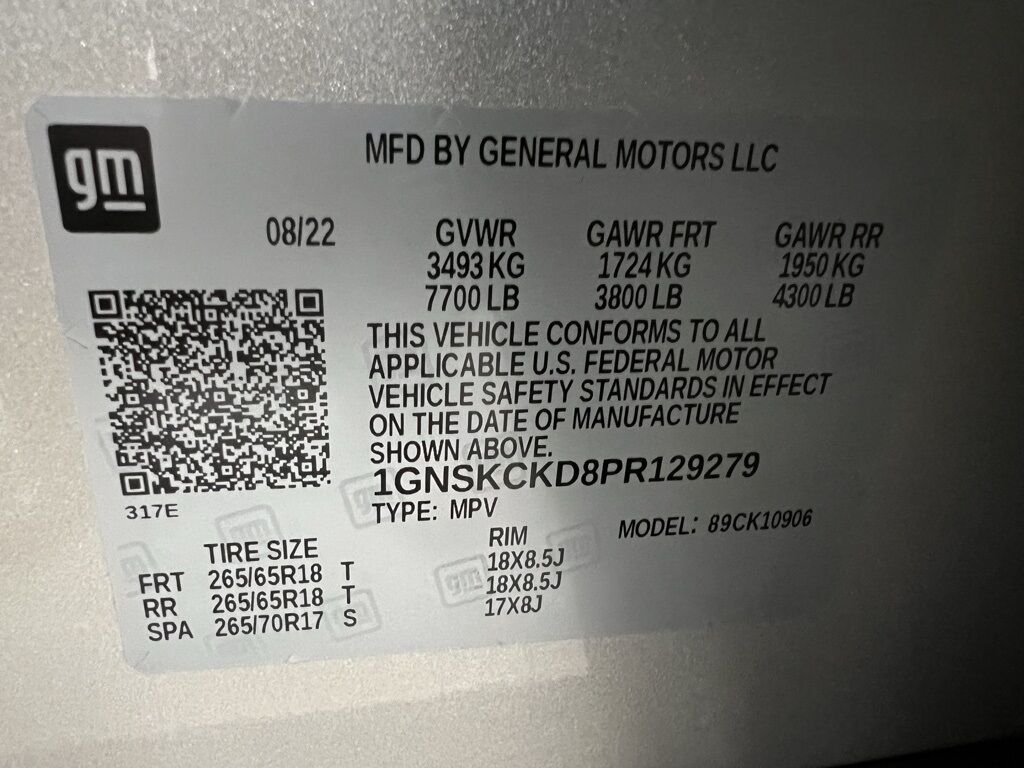 gm
MFD BY GENERAL MOTORS LLC
08/22 GVWR GAWR FRT GAWR RR
3493 KG 1724 KG 1950 KG
7700 LB 3800 LB 4300 LB
THIS VEHICLE CONFORMS TO ALL
APPLICABLE U.S. FEDERAL MOTOR
VEHICLE SAFETY STANDARDS IN EFFECT
ON THE DATE OF MANUFACTURE
SHOWN ABOVE.
1GNSKCKD8PR129279
317E
TYPE: MPV MODEL: 89CK10906
TIRE SIZE RIM
FRT 265/65R18 T 18X8.5J
RR 265/65R18 T 18X8.5J
SPA 265/70R17 S 17X8J